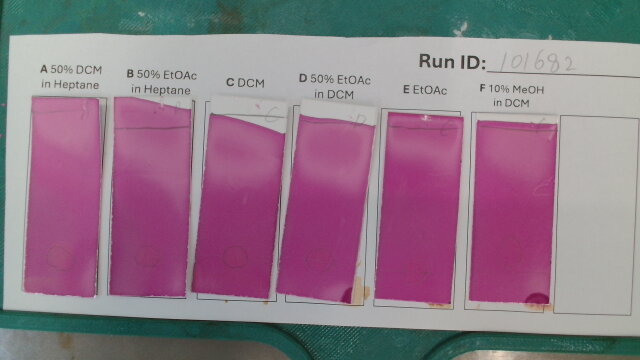 Run ID: 101682
A 50% DCM
in Heptane
B 50% EtOAc
in Heptane
C DCM
D 50% EtOAc
in DCM
E EtOAc
F 10% MeOH
in DCM
C
D